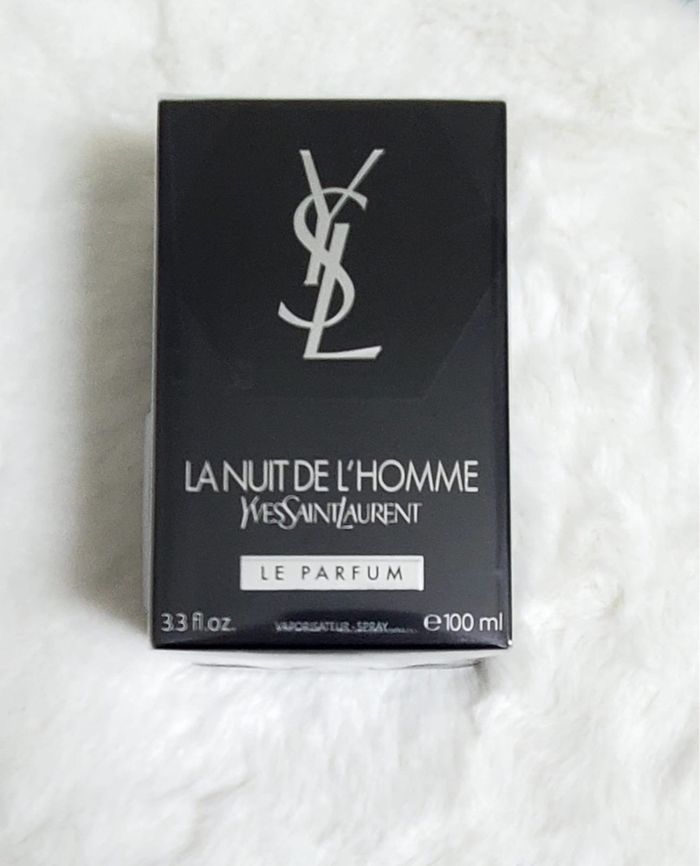 YSL
LA NUIT DE L'HOMME
YVESSAINTLAURENT
LE PARFUM
3.3 fl.oz. VAPORISATEUR-SPRAY e100 ml